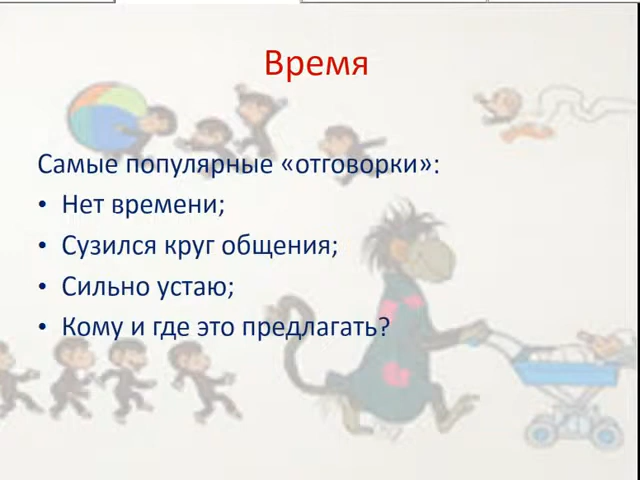 Время
Самые популярные «отговорки»:
• Нет времени;
• Сузился круг общения;
• Сильно устаю;
• Кому и где это предлагать?